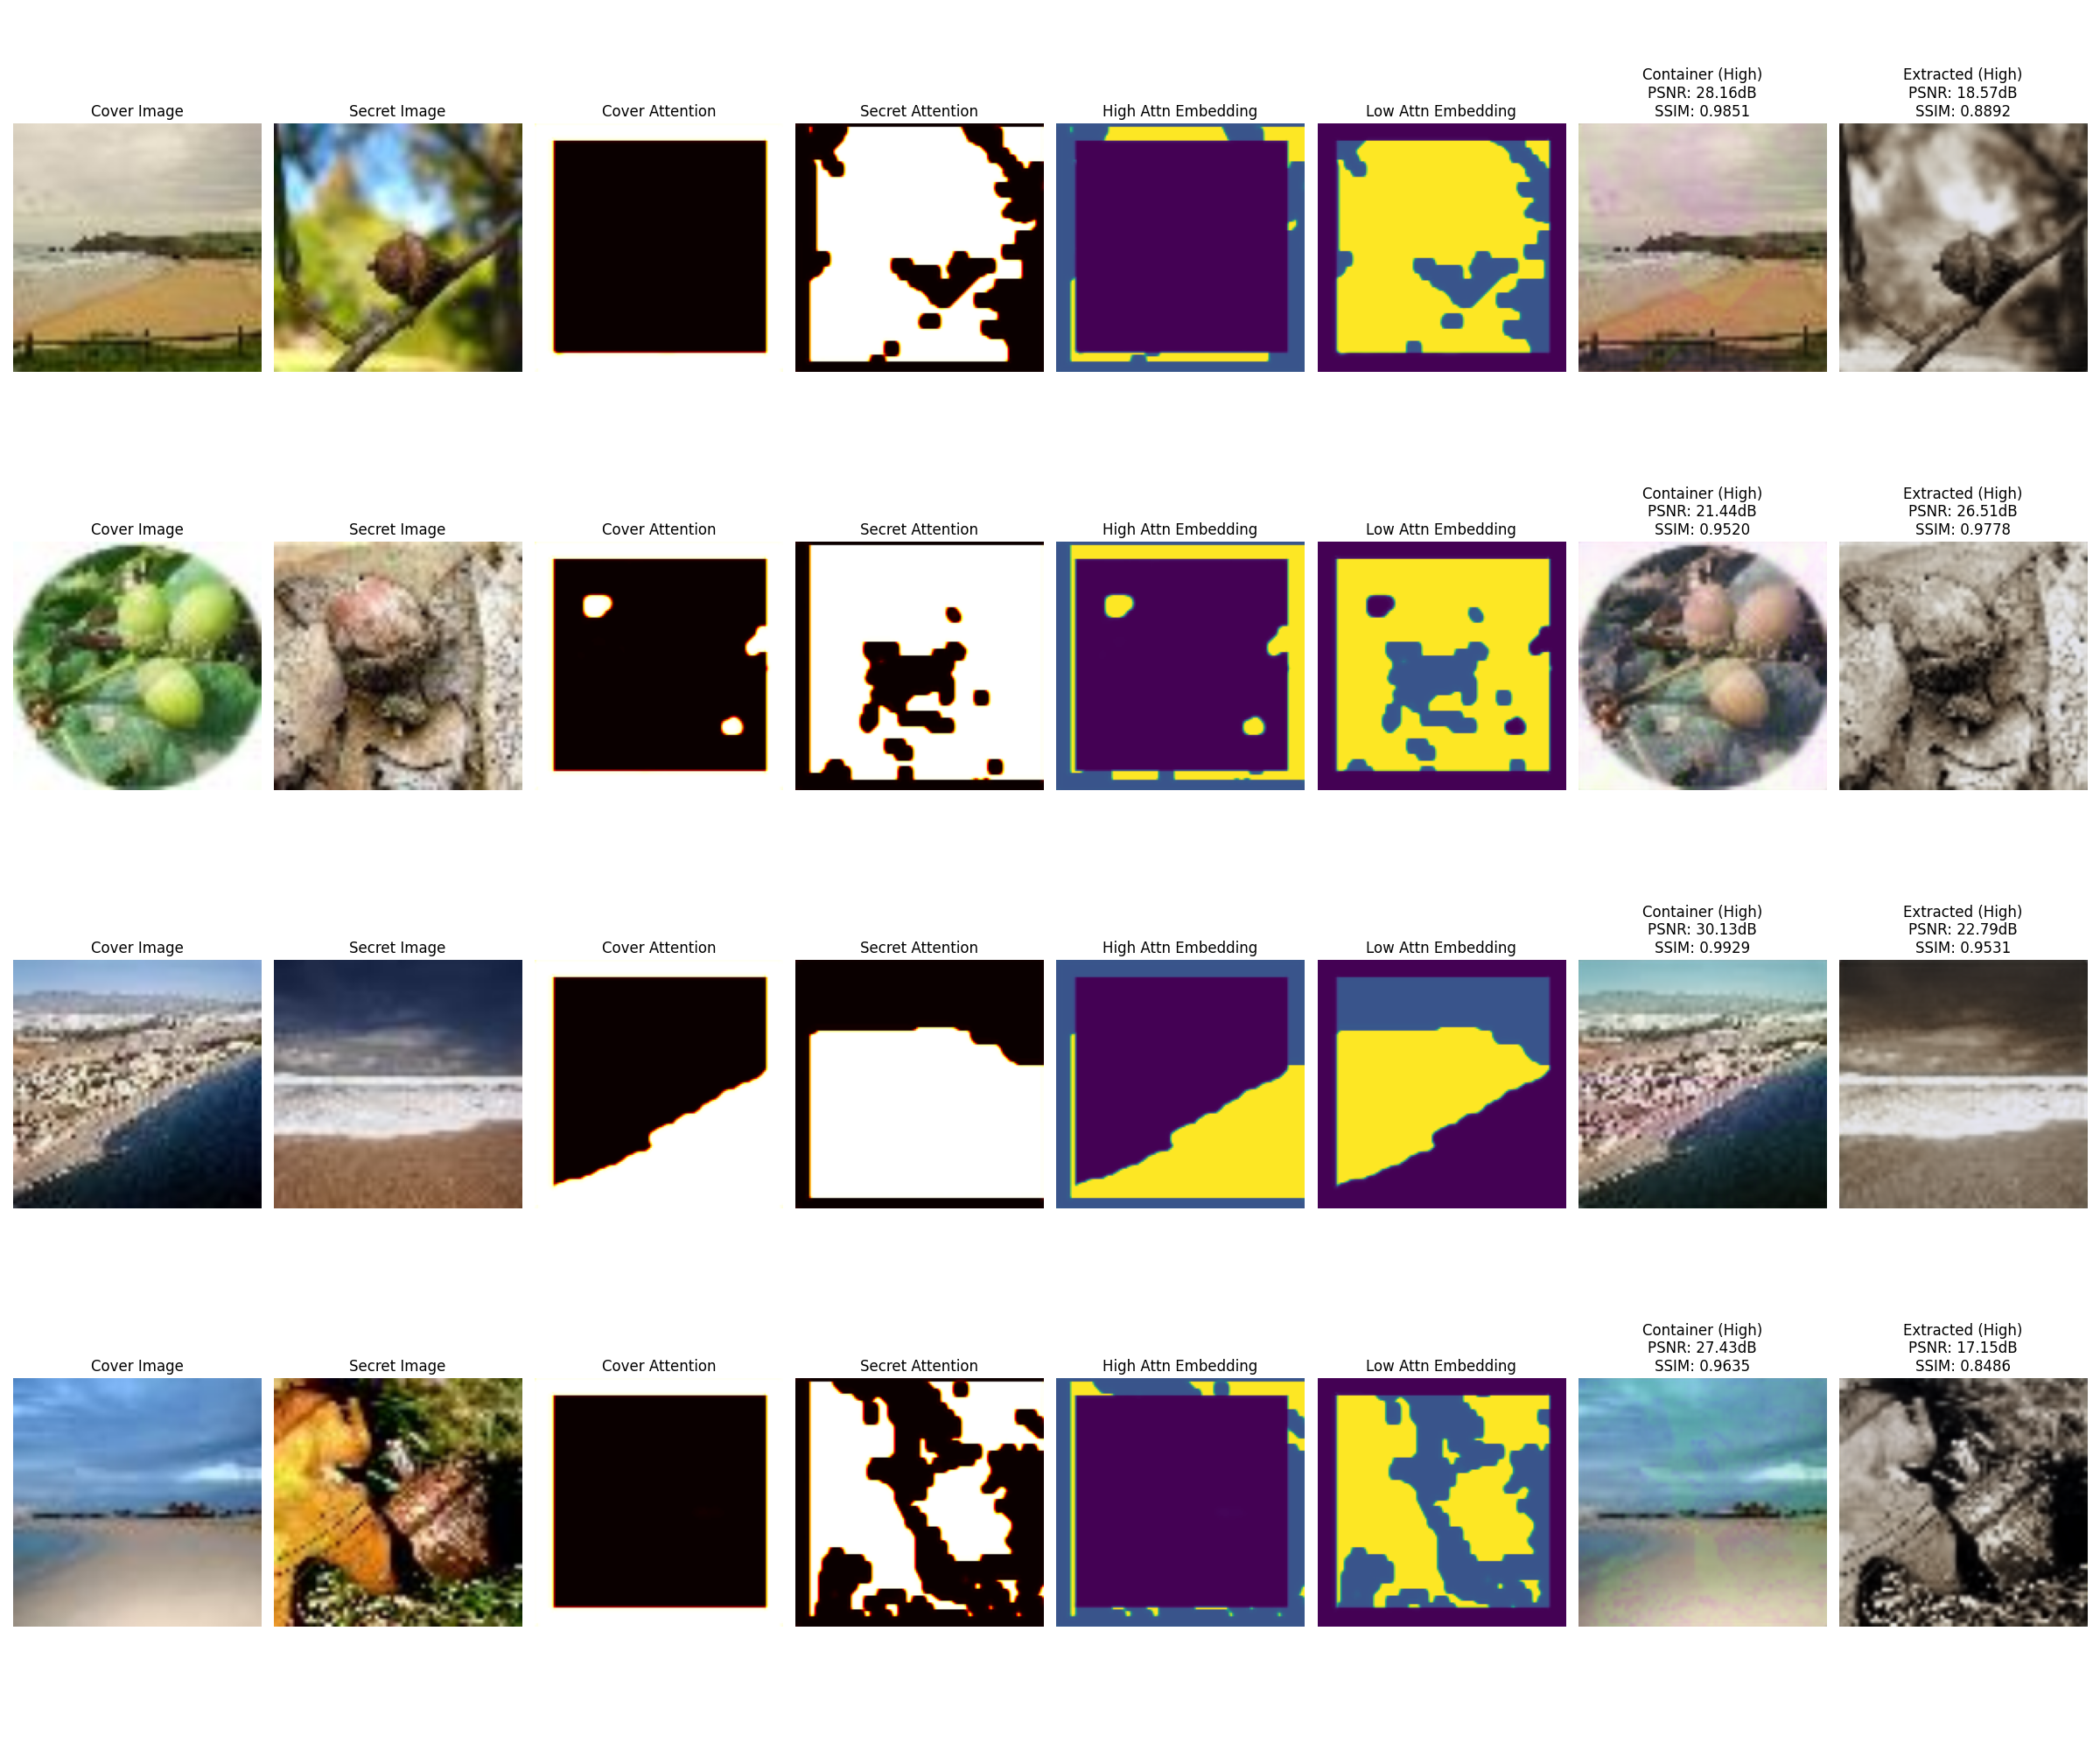 Cover Image
Secret Image
Cover Attention
Secret Attention
High Attn Embedding
Low Attn Embedding
Container (High)
PSNR: 28.16dB
SSIM: 0.9851
Extracted (High)
PSNR: 18.57dB
SSIM: 0.8892
Cover Image
Secret Image
Cover Attention
Secret Attention
High Attn Embedding
Low Attn Embedding
Container (High)
PSNR: 21.44dB
SSIM: 0.9520
Extracted (High)
PSNR: 26.51dB
SSIM: 0.9778
Cover Image
Secret Image
Cover Attention
Secret Attention
High Attn Embedding
Low Attn Embedding
Container (High)
PSNR: 30.13dB
SSIM: 0.9929
Extracted (High)
PSNR: 22.79dB
SSIM: 0.9531
Cover Image
Secret Image
Cover Attention
Secret Attention
High Attn Embedding
Low Attn Embedding
Container (High)
PSNR: 27.43dB
SSIM: 0.9635
Extracted (High)
PSNR: 17.15dB
SSIM: 0.8486